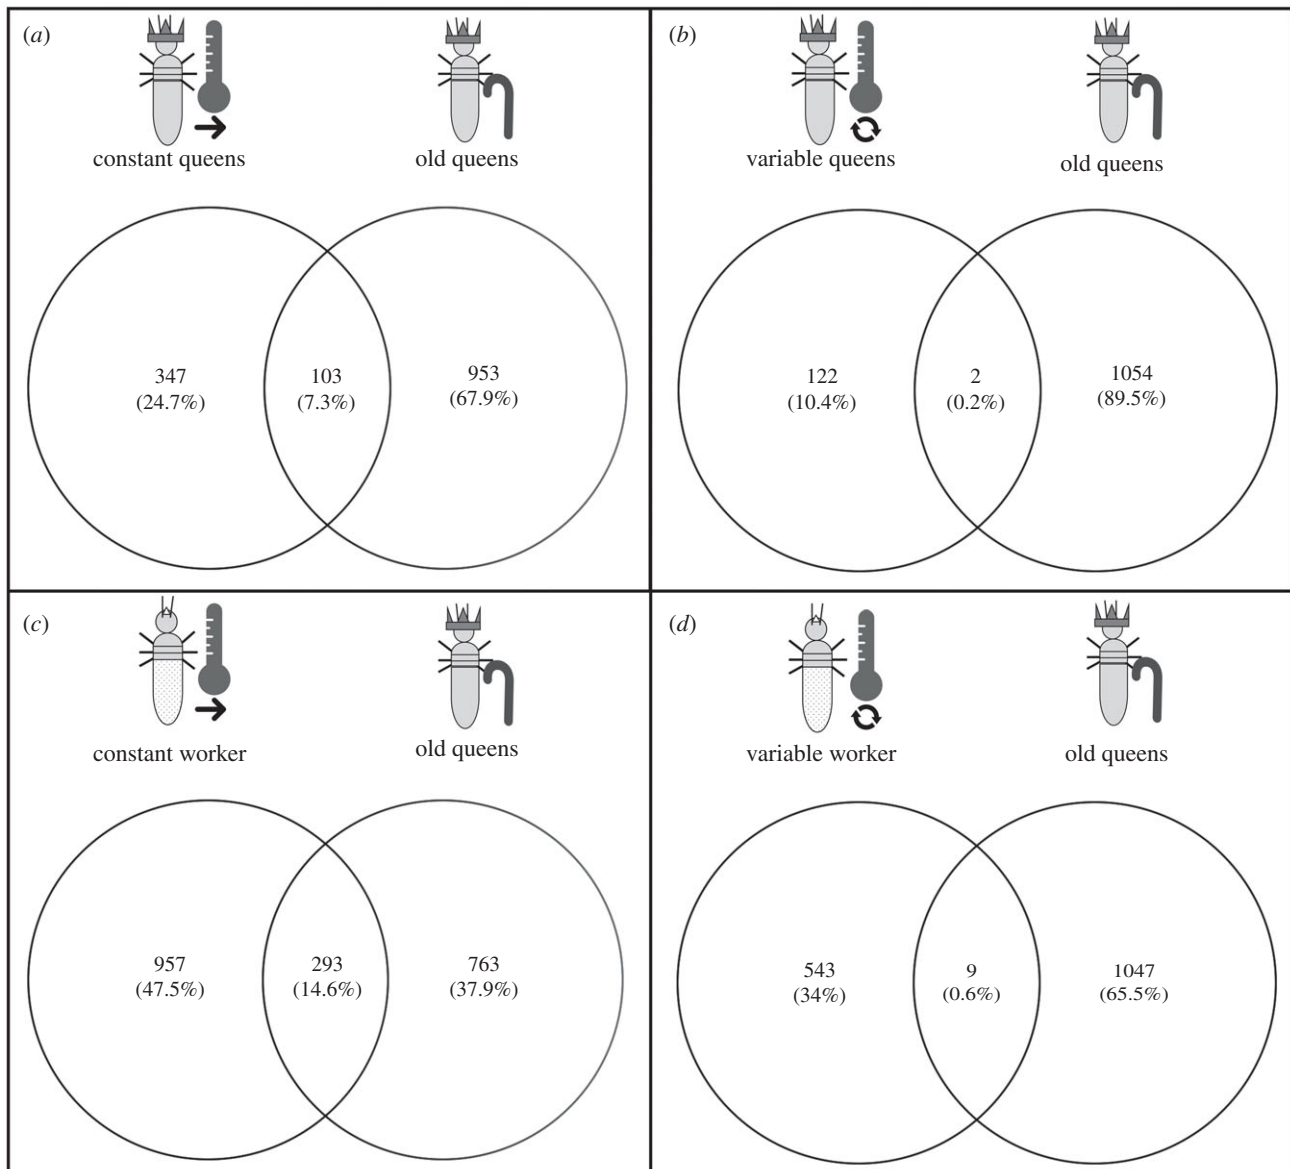 (a)
constant queens
old queens
347
(24.7%)
103
(7.3%)
953
(67.9%)
(b)
variable queens
old queens
122
(10.4%)
2
(0.2%)
1054
(89.5%)
(c)
constant worker
old queens
957
(47.5%)
293
(14.6%)
763
(37.9%)
(d)
variable worker
old queens
543
(34%)
9
(0.6%)
1047
(65.5%)